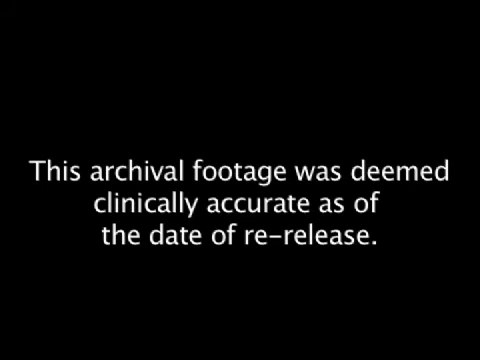 This archival footage was deemed
clinically accurate as of
the date of re-release.